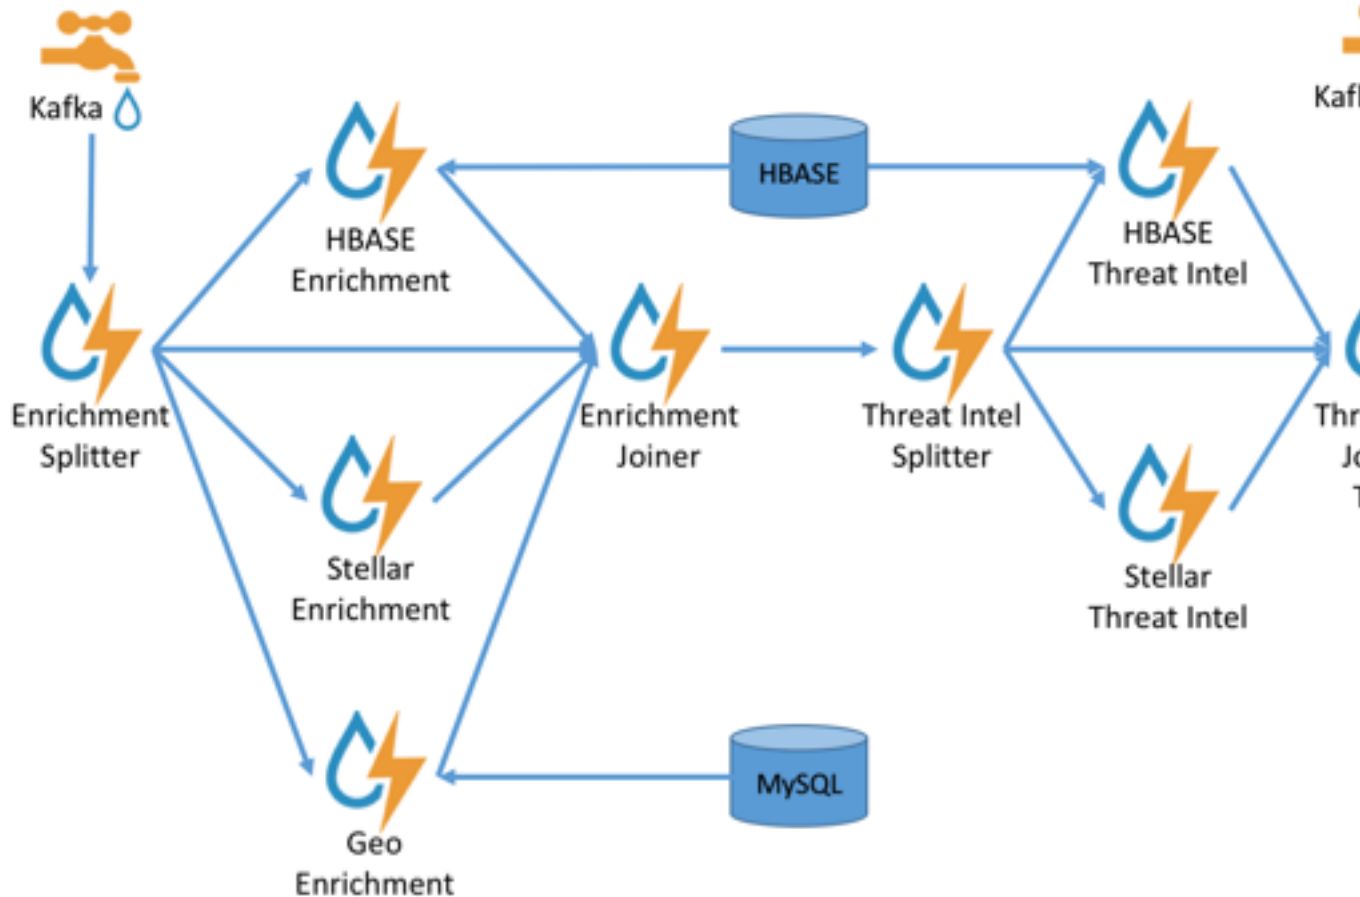 Kafka
HBASE
Enrichment
HBASE
HBASE
Threat Intel
Enrichment
Splitter
Enrichment
Joiner
Threat Intel
Splitter
Stellar
Enrichment
Stellar
Threat Intel
Geo
Enrichment
MySQL